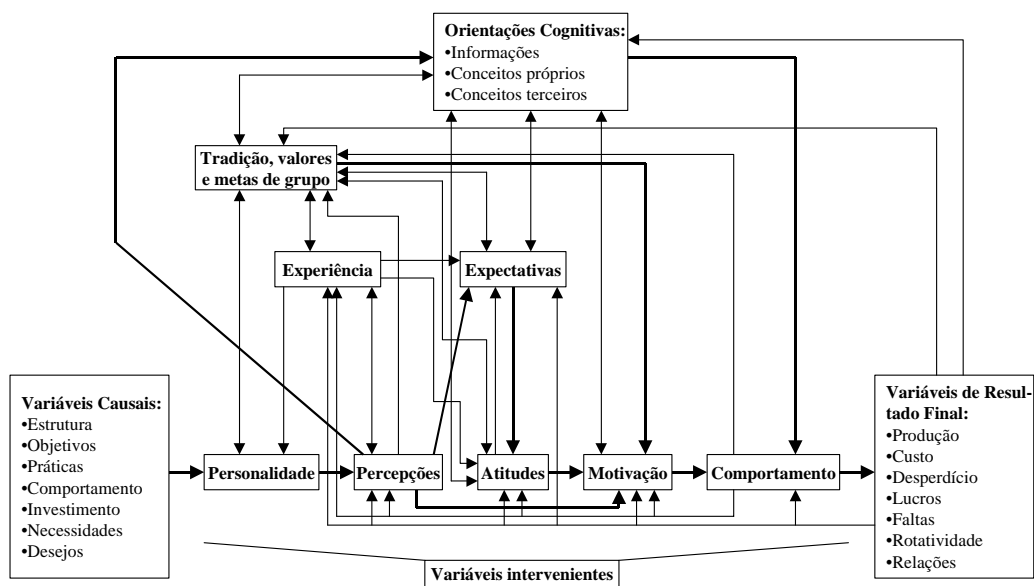 Orientações Cognitivas:
•Informações
•Conceitos próprios
•Conceitos terceiros
Tradição, valores
e metas de grupo
Experiência
Expectativas
Variáveis Causais:
•Estrutura
•Objetivos
•Práticas
•Comportamento
•Investimento
•Necessidades
•Desejos
Personalidade
Percepções
Atitudes
Motivação
Comportamento
Variáveis de Resul-
tado Final:
•Produção
•Custo
•Desperdício
•Lucros
•Faltas
•Rotatividade
•Relações
Variáveis intervenientes